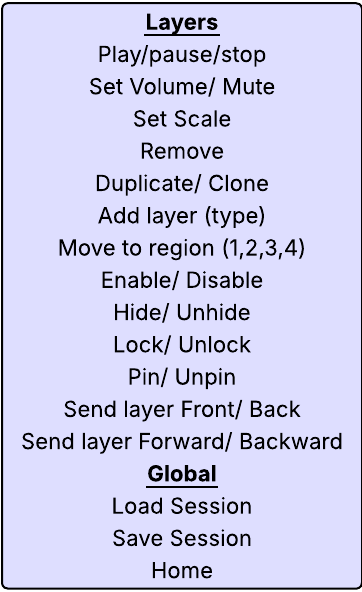 Layers
Play/pause/stop
Set Volume/ Mute
Set Scale
Remove
Duplicate/ Clone
Add layer (type)
Move to region (1,2,3,4)
Enable/ Disable
Hide/ Unhide
Lock/ Unlock
Pin/ Unpin
Send layer Front/ Back
Send layer Forward/ Backward
Global
Load Session
Save Session
Home